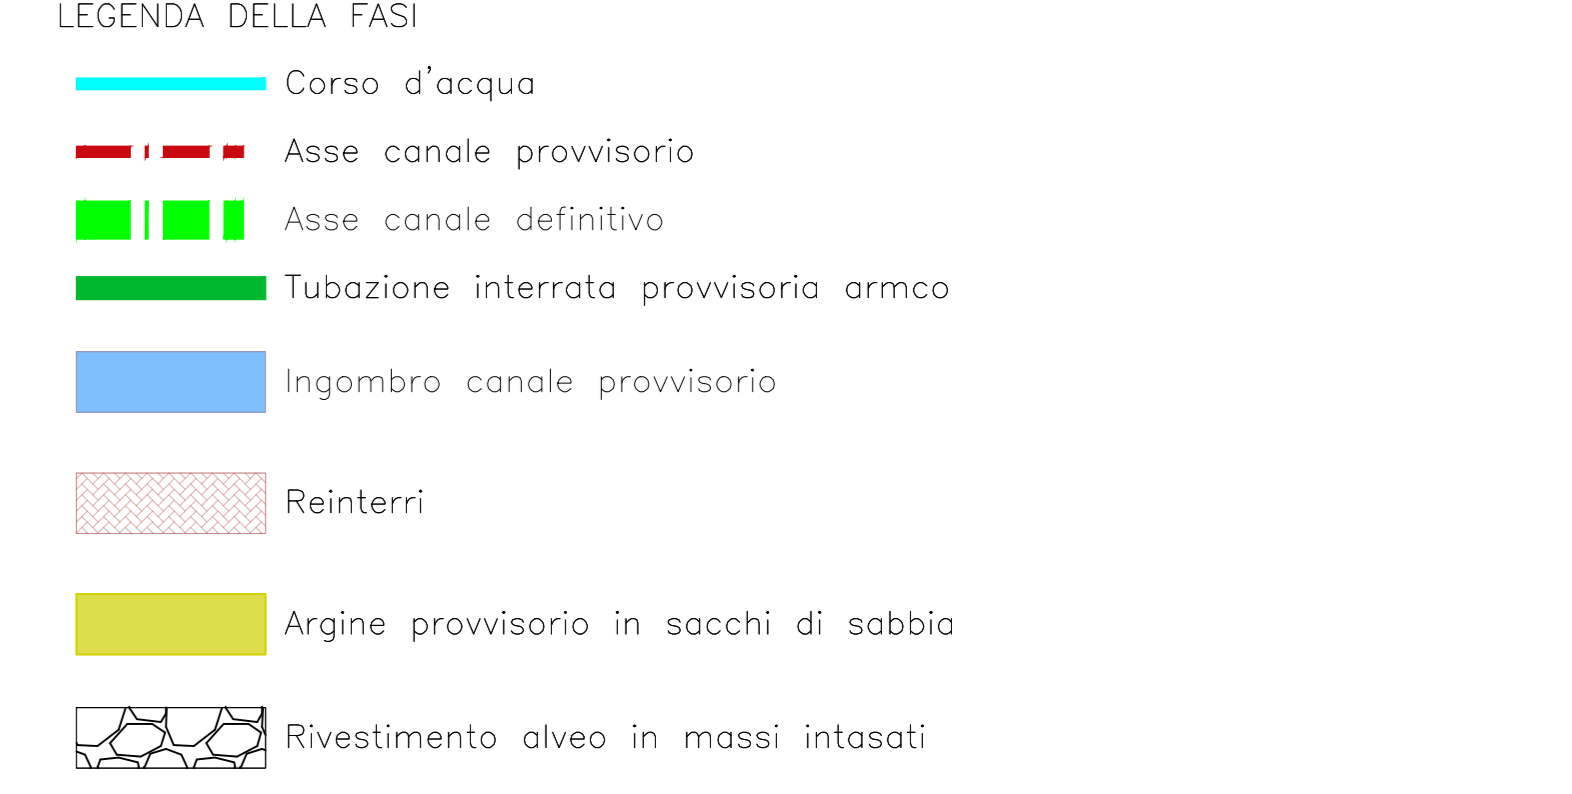 LEGENDA DELLA FASI
Corso d'acqua
Asse canale provvisorio
Asse canale definitivo
Tubazione interrata provvisoria armco
Ingombro canale provvisorio
Reinterri
Argine provvisorio in sacchi di sabbia
Rivestimento alveo in massi intasati